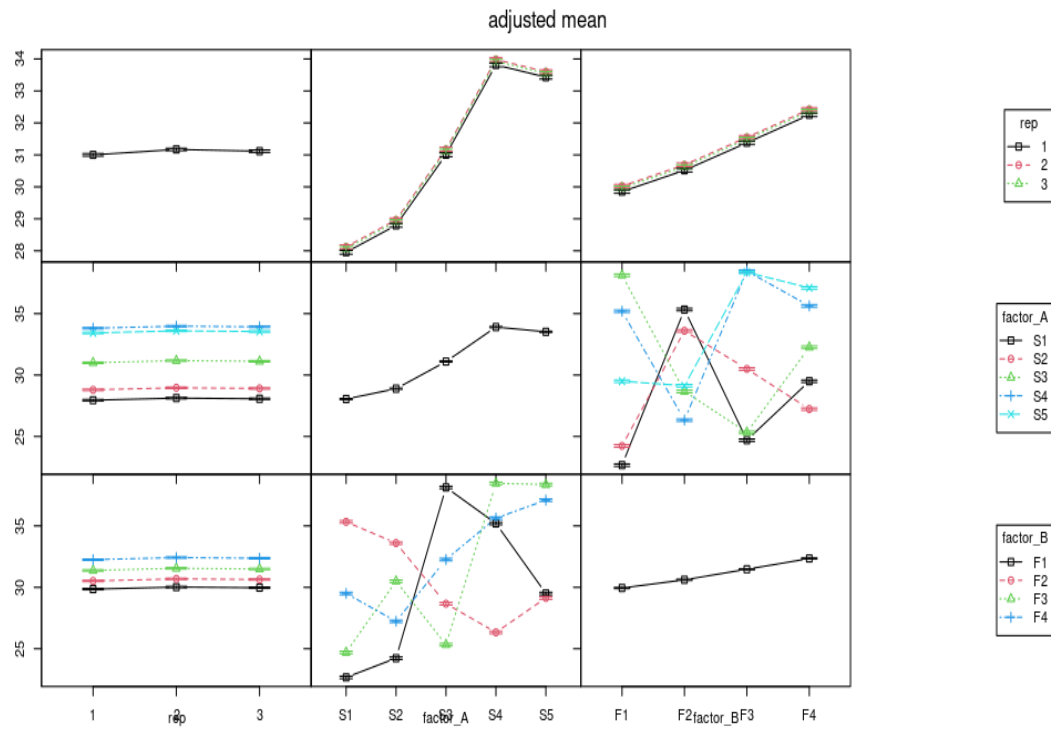 adjusted mean
34
33
32
31
30
29
28
rep
1
2
3
35
30
25
factor_A
S1
S2
S3
S4
S5
35
30
25
factor_B
F1
F2
F3
F4
1 2 3 S1 S2 S3 S4 S5 F1 F2 F3 F4
rep factor_A factor_B